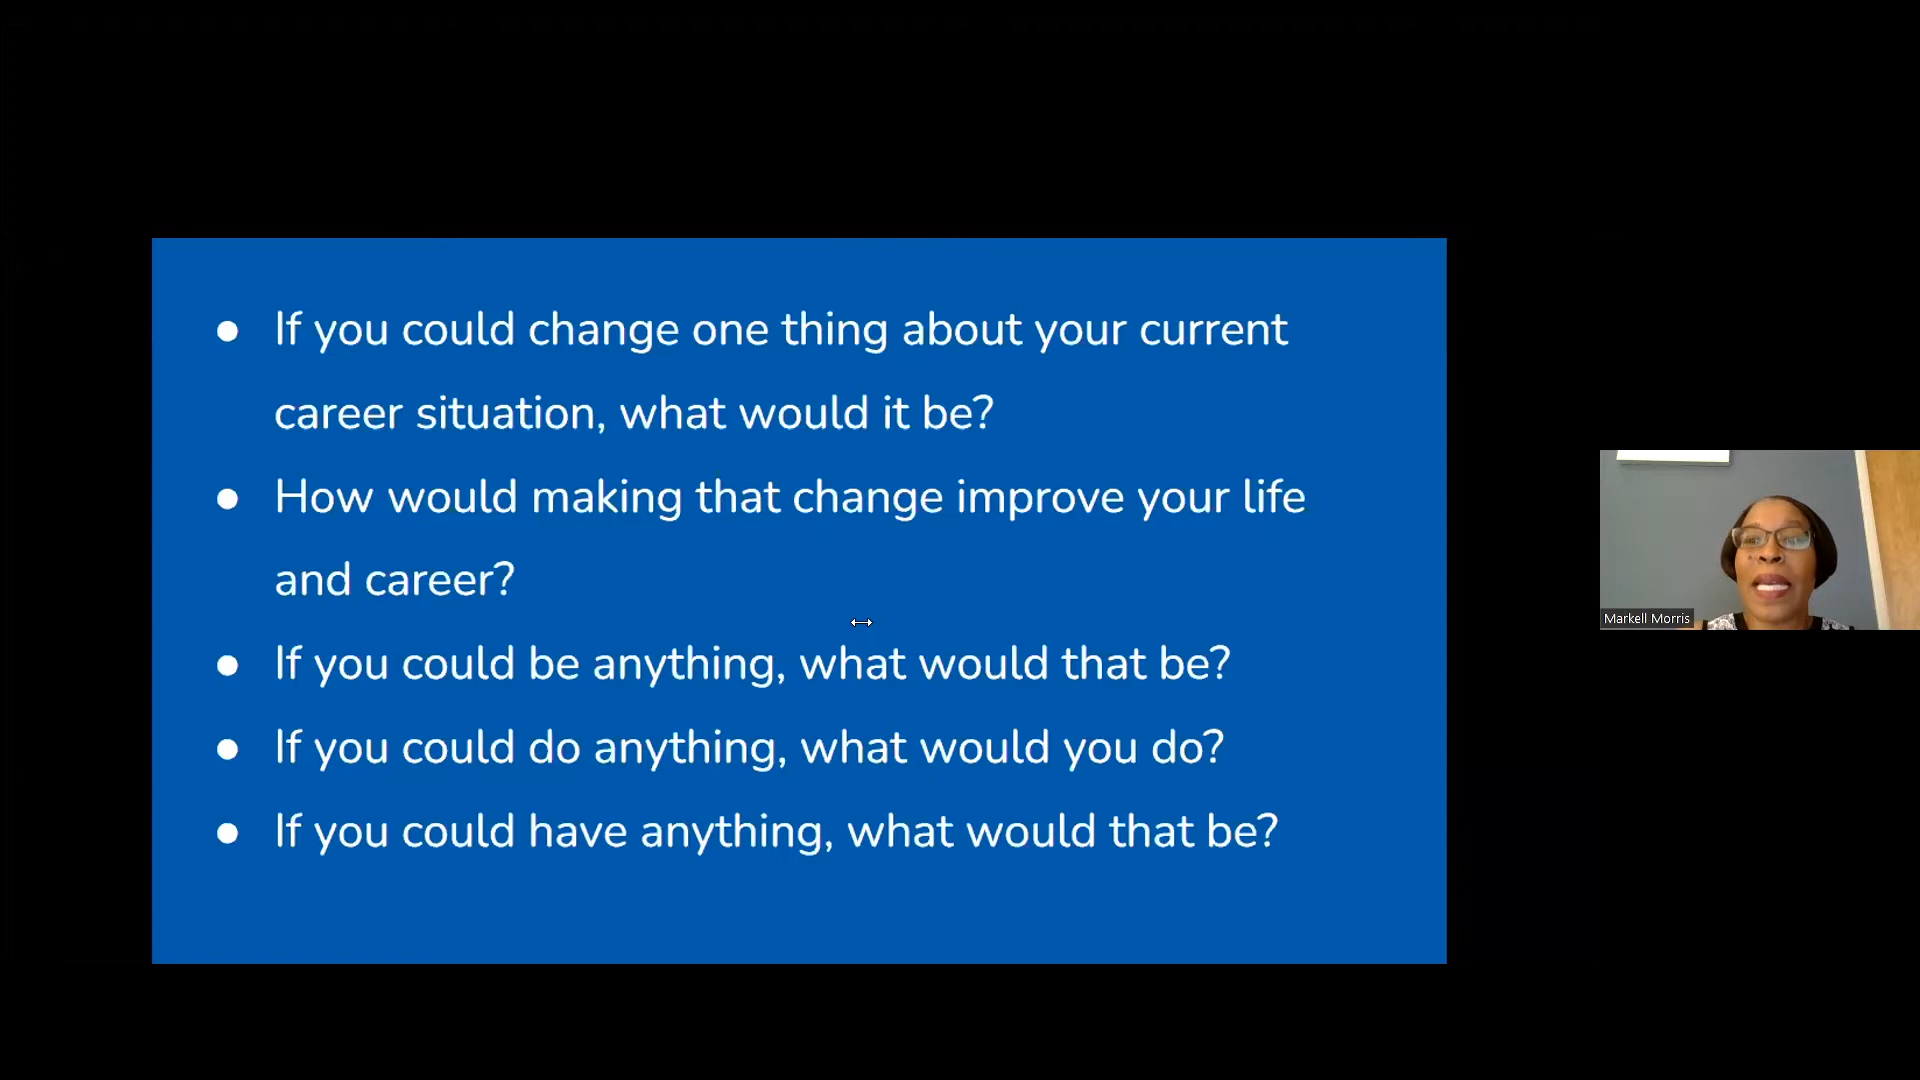 ● If you could change one thing about your current
career situation, what would it be?
● How would making that change improve your life
and career?
● If you could be anything, what would that be?
● If you could do anything, what would you do?
● If you could have anything, what would that be?
Markell Morris